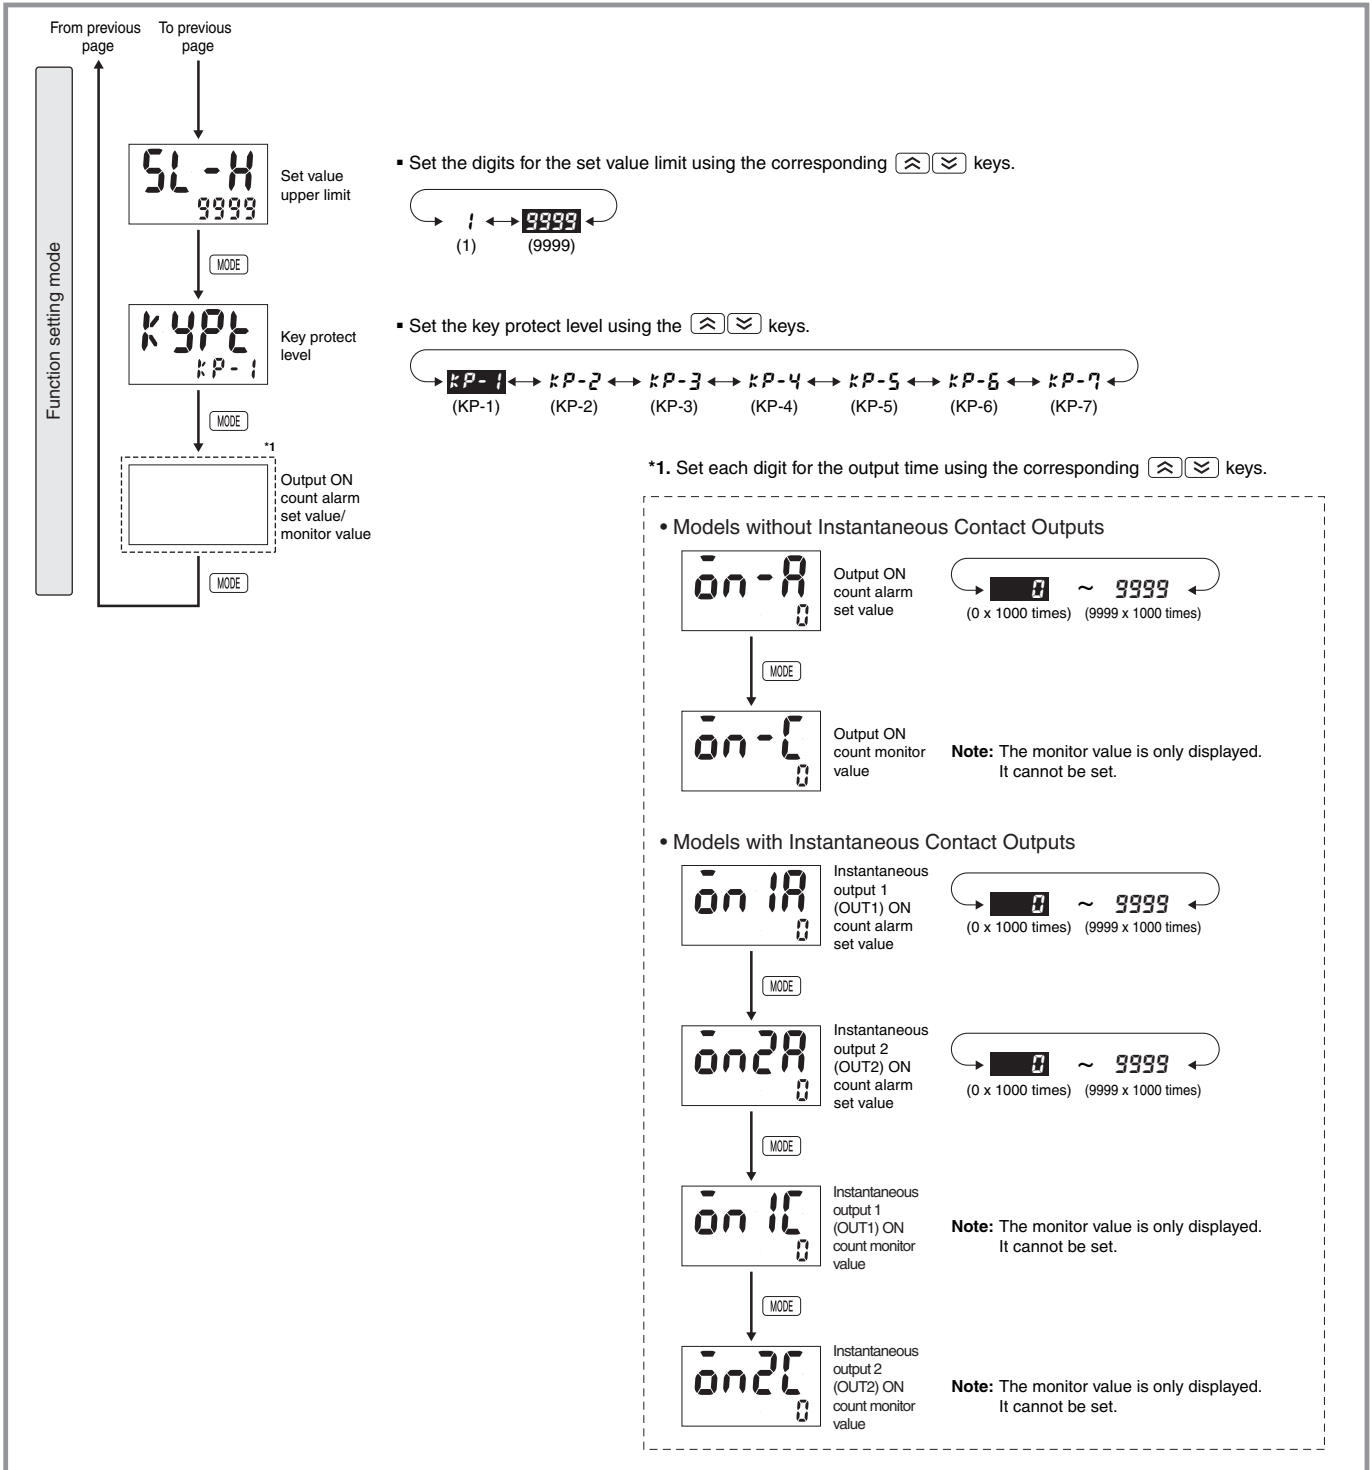 From previous page
To previous page
Function setting mode
SL-H
9999
Set value
upper limit
▪ Set the digits for the set value limit using the corresponding keys.
1
9999
(1)
(9999)
MODE
KYPt
KP-1
Key protect
level
▪ Set the key protect level using the keys.
KP-1 KP-2 KP-3 KP-4 KP-5 KP-6 KP-7
(KP-1) (KP-2) (KP-3) (KP-4) (KP-5) (KP-6) (KP-7)
MODE
*1
Output ON
count alarm
set value/
monitor value
MODE
*1. Set each digit for the output time using the corresponding keys.
• Models without Instantaneous Contact Outputs
on-A
0
Output ON
count alarm
set value
0 ~ 9999
(0 x 1000 times) (9999 x 1000 times)
MODE
on-C
0
Output ON
count monitor
value
Note: The monitor value is only displayed.
It cannot be set.
• Models with Instantaneous Contact Outputs
on1A
0
Instantaneous
output 1
(OUT1) ON
count alarm
set value
0 ~ 9999
(0 x 1000 times) (9999 x 1000 times)
MODE
on2A
0
Instantaneous
output 2
(OUT2) ON
count alarm
set value
0 ~ 9999
(0 x 1000 times) (9999 x 1000 times)
MODE
on1C
0
Instantaneous
output 1
(OUT1) ON
count monitor
value
Note: The monitor value is only displayed.
It cannot be set.
MODE
on2C
0
Instantaneous
output 2
(OUT2) ON
count monitor
value
Note: The monitor value is only displayed.
It cannot be set.